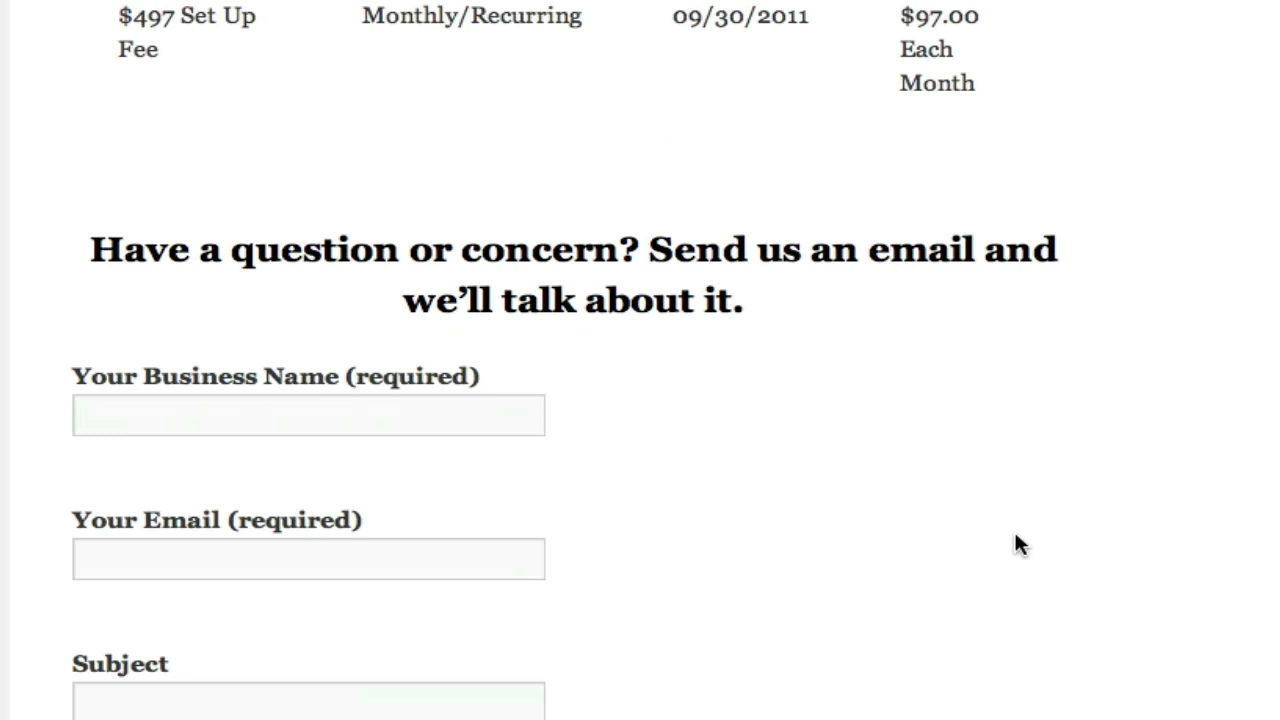 $497 Set Up Monthly/Recurring 09/30/2011 $97.00
Fee Each
Month
Have a question or concern? Send us an email and
we’ll talk about it.
Your Business Name (required)
Your Email (required)
Subject